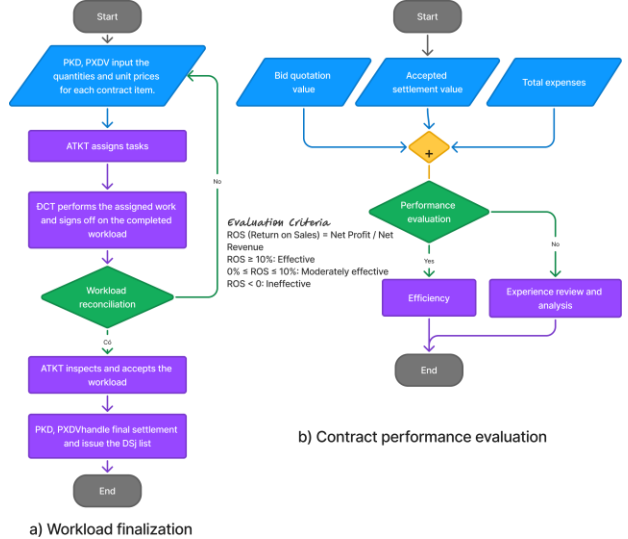 Start
PKD, PXDV input the
quantities and unit prices
for each contract item.
ATKT assigns tasks
No
ĐCT performs the assigned work
and signs off on the completed
workload
Workload
reconciliation
Có
ATKT inspects and accepts the
workload
PKD, PXDVhandle final settlement
and issue the DSj list
End
a) Workload finalization
Start
Bid quotation
value
Accepted
settlement value
Total expenses
+
Performance
evaluation
Evaluation Criteria
ROS (Return on Sales) = Net Profit / Net
Revenue
ROS ≥ 10%: Effective
0% ≤ ROS ≤ 10%: Moderately effective
ROS < 0: Ineffective
Yes
No
Efficiency
Experience review and
analysis
End
b) Contract performance evaluation